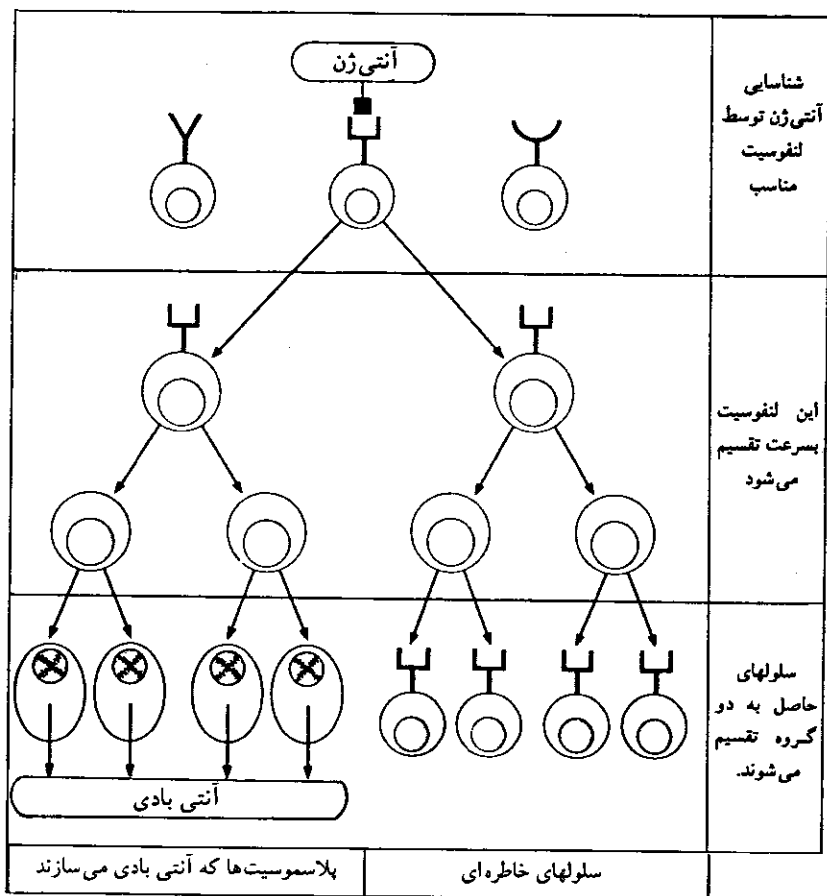 آنتی‌ژن
شناسایی
آنتی‌ژن توسط
لنفوسیت
مناسب
این لنفوسیت
بسرعت تقسیم
می‌شود
سلولهای
حاصل به دو
گروه تقسیم
می‌شوند.
آنتی بادی
سلولهای خاطره‌ای
پلاسموسیت‌ها که آنتی بادی می‌سازند